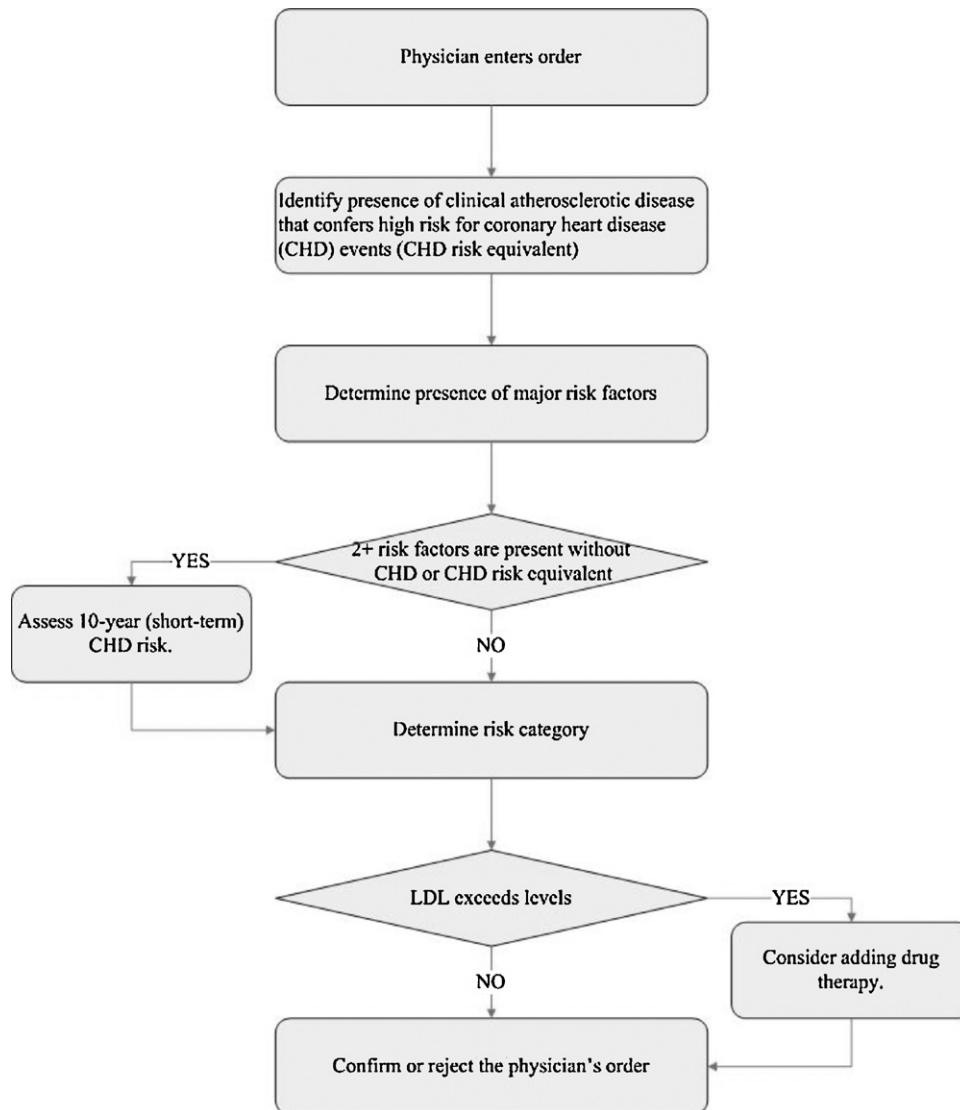 Physician enters order
Identify presence of clinical atherosclerotic disease
that confers high risk for coronary heart disease
(CHD) events (CHD risk equivalent)
Determine presence of major risk factors
2+ risk factors are present without
CHD or CHD risk equivalent
YES
Assess 10-year (short-term)
CHD risk.
NO
Determine risk category
LDL exceeds levels
YES
Consider adding drug
therapy.
NO
Confirm or reject the physician's order